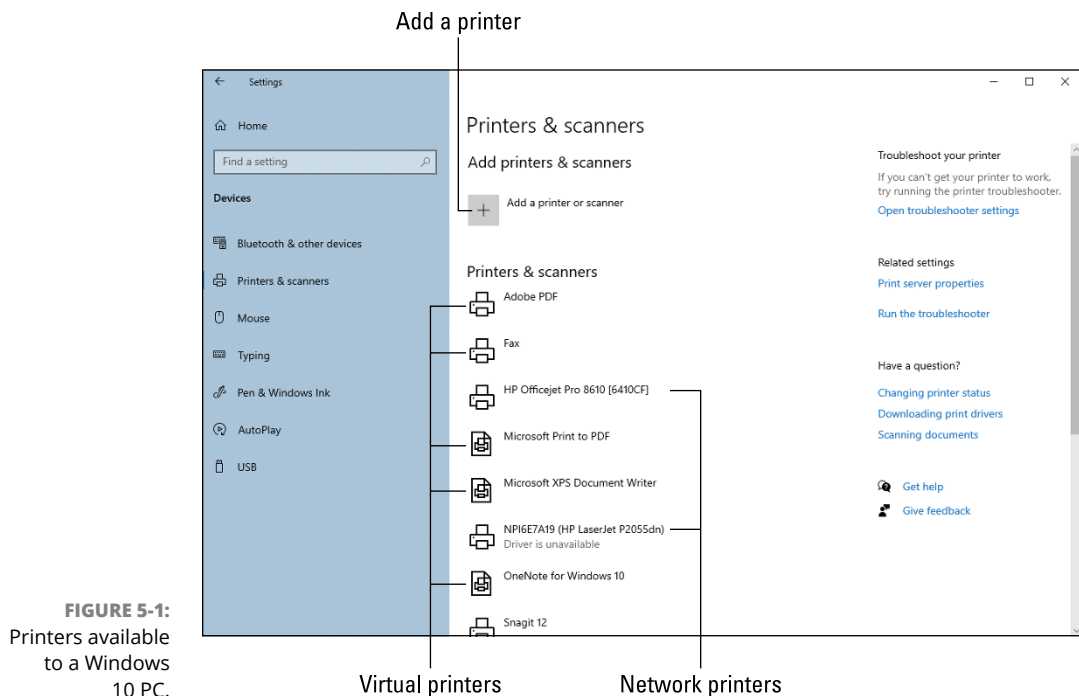 Add a printer
Settings
Home
Find a setting
Devices
Bluetooth & other devices
Printers & scanners
Mouse
Typing
Pen & Windows Ink
AutoPlay
USB
Printers & scanners
Add printers & scanners
Add a printer or scanner
Printers & scanners
Adobe PDF
Fax
HP Officejet Pro 8610 [6410CF]
Microsoft Print to PDF
Microsoft XPS Document Writer
NPI6E7A19 (HP LaserJet P2055dn)
Driver is unavailable
OneNote for Windows 10
Snagit 12
Troubleshoot your printer
If you can't get your printer to work,
try running the printer troubleshooter.
Open troubleshooter settings
Related settings
Print server properties
Run the troubleshooter
Have a question?
Changing printer status
Downloading print drivers
Scanning documents
Get help
Give feedback
Virtual printers
Network printers
FIGURE 5-1:
Printers available
to a Windows
10 PC.